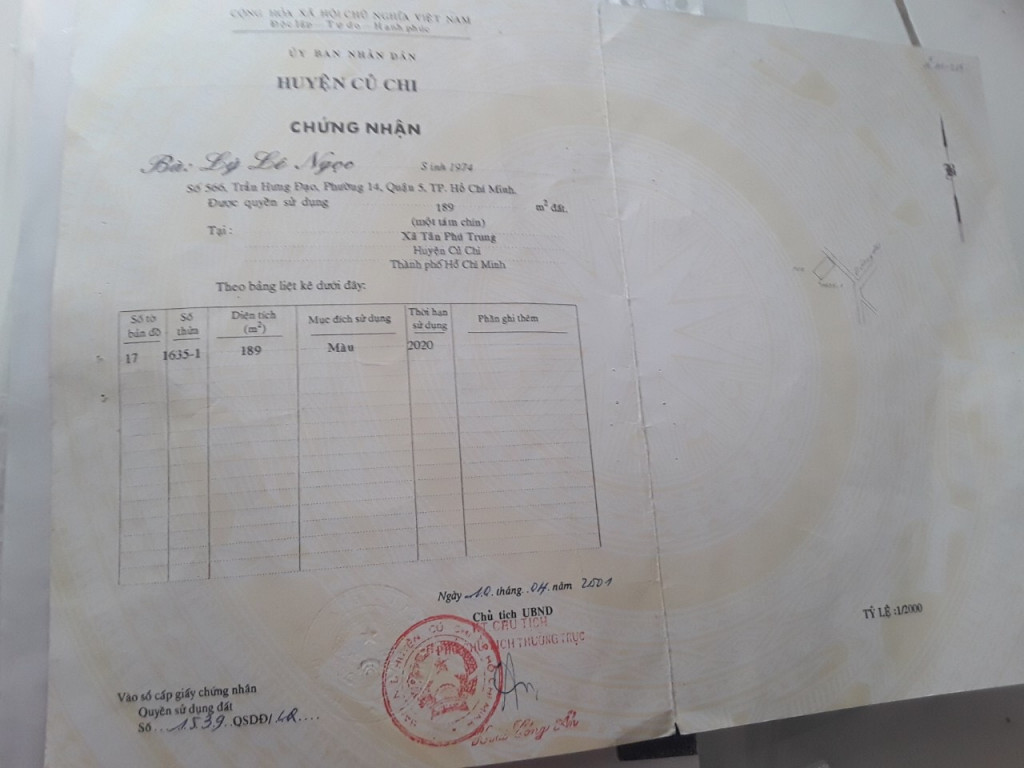 CỘNG HÒA XÃ HỘI CHỦ NGHĨA VIỆT NAM
Độc lập - Tự do - Hạnh phúc
ỦY BAN NHÂN DÂN
HUYỆN CỦ CHI
CHỨNG NHẬN
Bà: Lý Lê Ngọc Sinh 1974
Số 566, Trần Hưng Đạo, Phường 14, Quận 5, TP. Hồ Chí Minh.
Được quyền sử dụng 189 m² đất.
(một tám chín)
Tại: Xã Tân Phú Trung
Huyện Củ Chi
Thành phố Hồ Chí Minh
Theo bảng liệt kê dưới đây:
Số tờ bản đồ Số thửa Diện tích (m²) Mục đích sử dụng Thời hạn sử dụng Phần ghi thêm
17 1635-1 189 Màu 2020
Ngày 10 tháng 04 năm 2001
Chủ tịch UBND
CHỦ TỊCH
TỊCH THƯỜNG TRỰC
Vào sổ cấp giấy chứng nhận
Quyền sử dụng đất
Số 1539 QSDĐ/
B
TỶ LỆ :1/2000